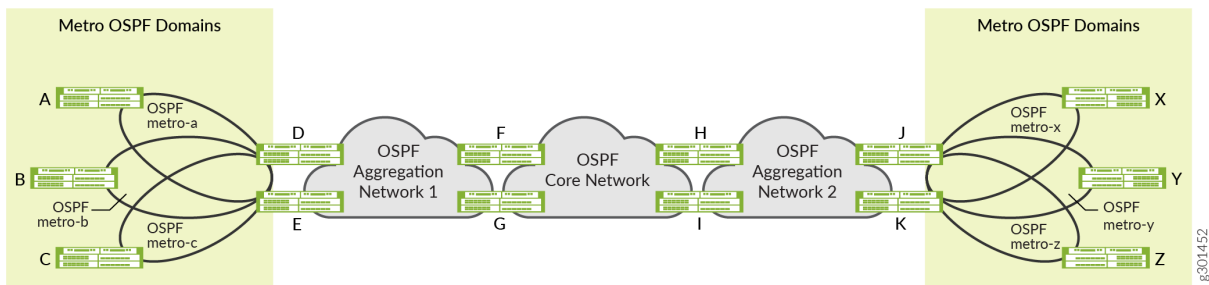 Metro OSPF Domains
A
OSPF
metro-a
B
OSPF
metro-b
OSPF
metro-c
C
D
E
OSPF
Aggregation
Network 1
F
G
OSPF
Core Network
H
I
OSPF
Aggregation
Network 2
J
K
Metro OSPF Domains
OSPF
metro-x
X
Y
OSPF
metro-y
OSPF
metro-z
Z
g301452